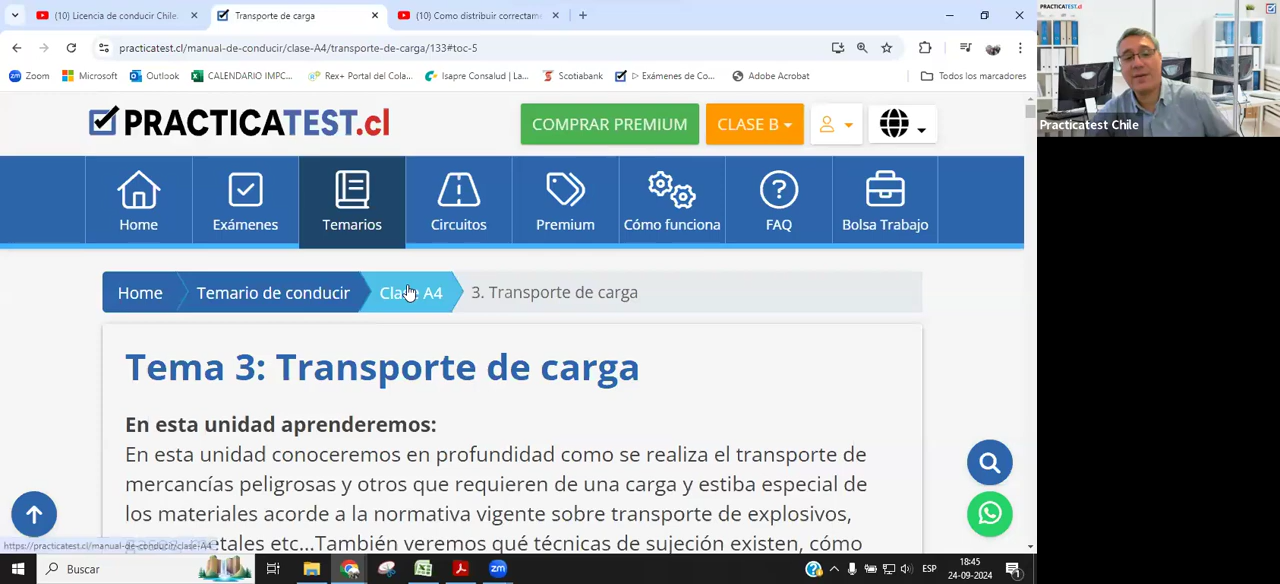 (10) Licencia de conducir Chile:
Transporte de carga
(10) Como distribuir correctame
practicatest.cl/manual-de-conducir/clase-A4/transporte-de-carga/133#toc-5
Zoom
Microsoft
Outlook
CALENDARIO IMPC...
Rex+ Portal del Cola...
Isapre Consalud | La...
Scotiabank
Exámenes de Co...
Adobe Acrobat
Todos los marcadores
PRACTICATEST.cl
COMPRAR PREMIUM
CLASE B
Home
Exámenes
Temarios
Circuitos
Premium
Cómo funciona
FAQ
Bolsa Trabajo
Home
Temario de conducir
Clase A4
3. Transporte de carga
Tema 3: Transporte de carga
En esta unidad aprenderemos:
En esta unidad conoceremos en profundidad como se realiza el transporte de
mercancías peligrosas y otros que requieren de una carga y estiba especial de
los materiales acorde a la normativa vigente sobre transporte de explosivos,
metales etc. También veremos qué técnicas de sujeción existen, cómo
https://practicatest.cl/manual-de-conducir/clase-A4
Buscar
ESP
18:45
24-09-2024
PRACTICATEST.cl
Practicatest Chile